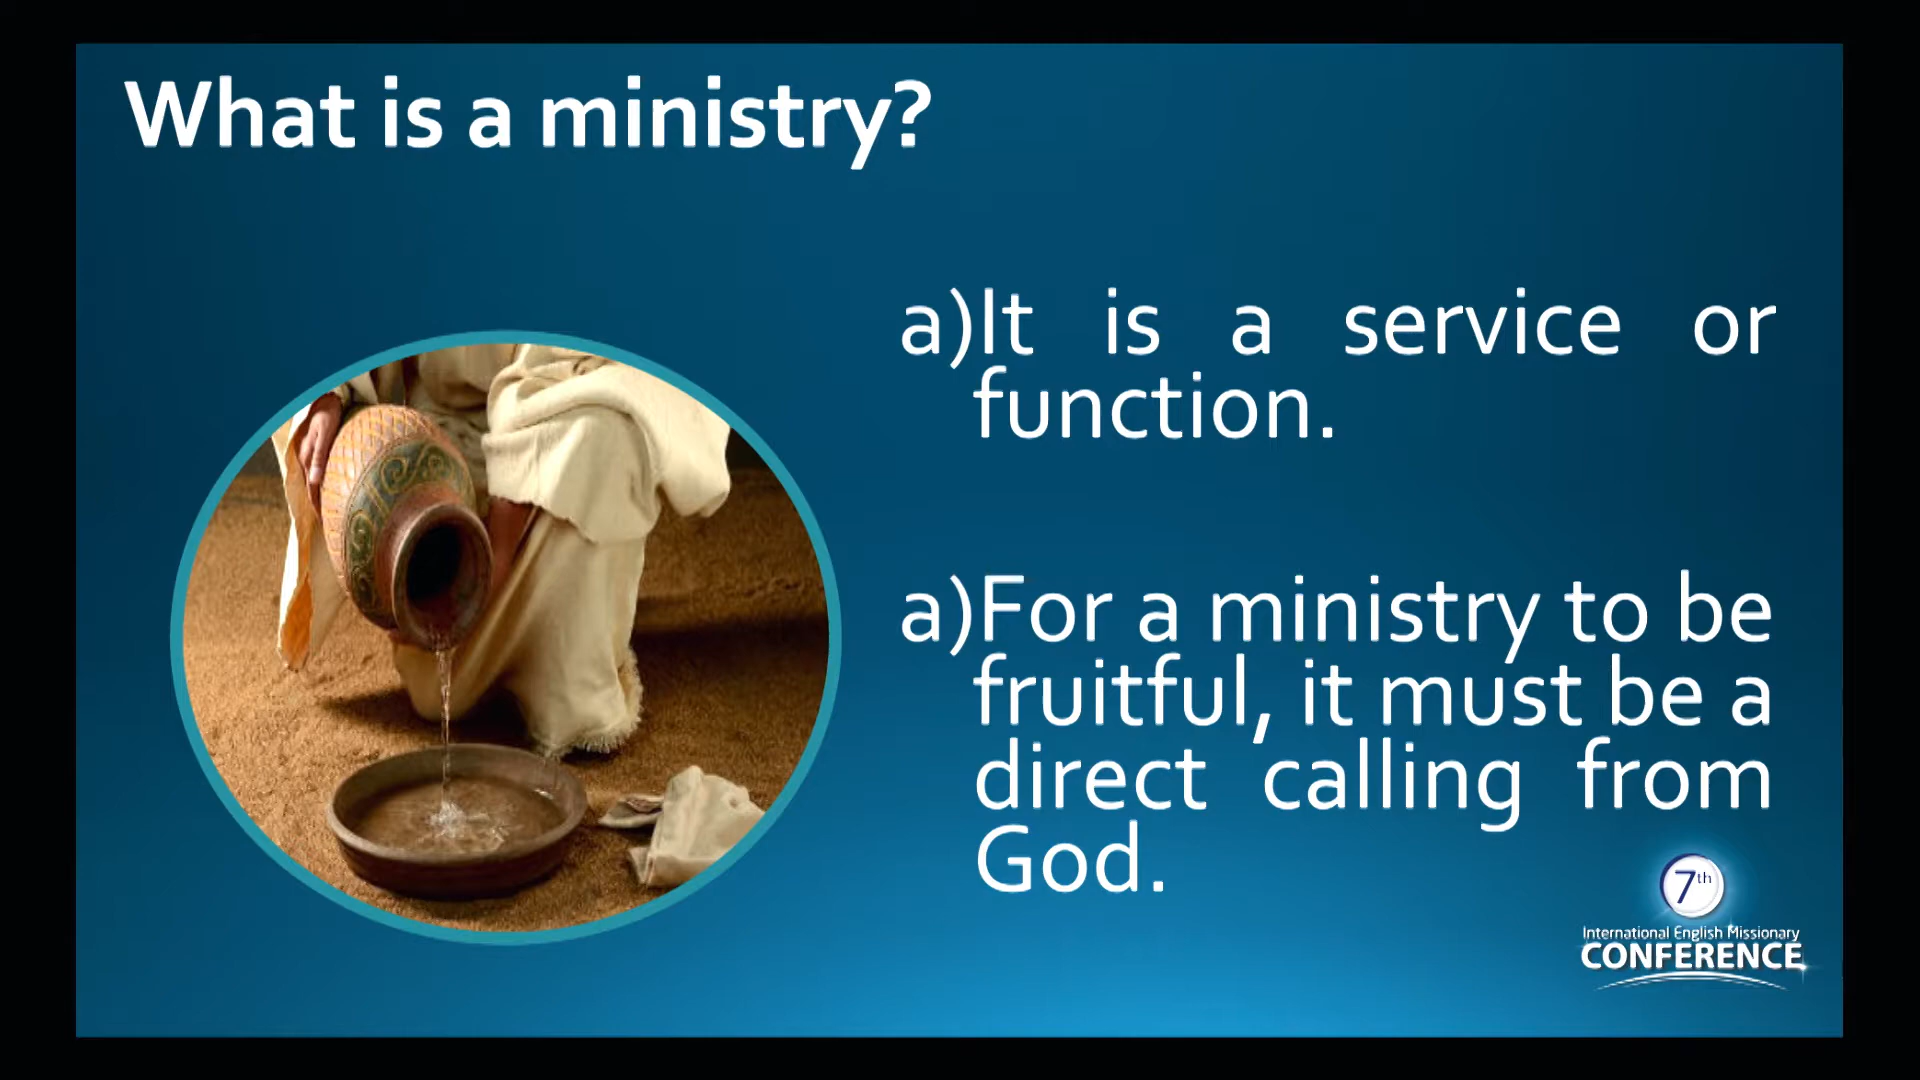 What is a ministry?
a)It is a service or
function.
a)For a ministry to be
fruitful, it must be a
direct calling from
God.
7th
International English Missionary
CONFERENCE